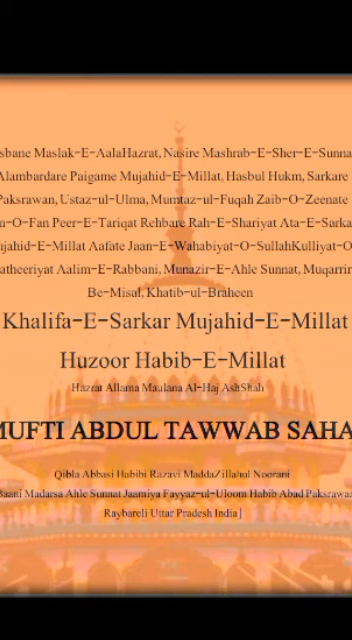 sbane Maslak-E-AalaHazrat, Nasire Mashrab-E-Sher-E-Sunna
Alambardare Paigame Mujahid-E-Millat, Hasbul Hukm, Sarkare
Paksrawan, Ustaz-ul-Ulma, Mumtaz-ul-Fuqah Zaib-O-Zeenate
n-O-Fan Peer-E-Tariqat Rehbare Rah-E-Shariyat Ata-E-Sarka
ujahid-E-Millat Aafate Jaan-E-Wahabiyat-O-SullahKulliyat-O
atheeriyat Aalim-E-Rabbani, Munazir-E-Ahle Sunnat, Muqarrir
Be-Misal, Khatib-ul-Braheen
Khalifa-E-Sarkar Mujahid-E-Millat
Huzoor Habib-E-Millat
Hazrat Allama Maulana Al-Haj AshShah
MUFTI ABDUL TAWWAB SAHA
Qibla Abbasi Habibi Razavi MaddaZillahul Noorani
Baani Madarsa Ahle Sunnat Jaamiya Fayyaz-ul-Uloom Habib Abad Paksrawan
Raybareli Uttar Pradesh India]